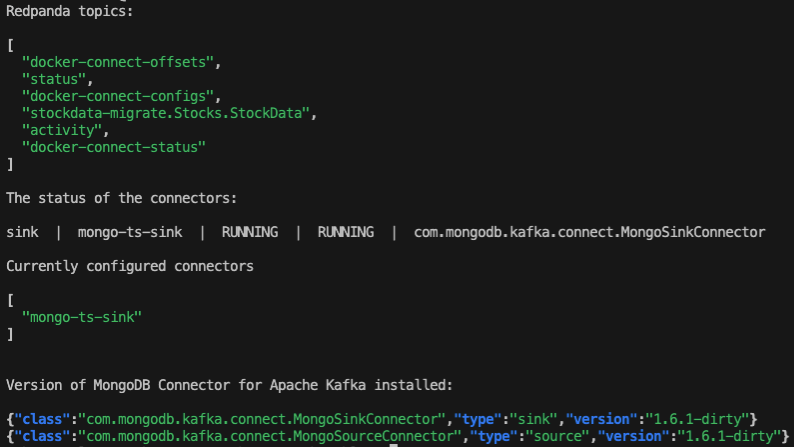 Redpanda topics:
[
"docker-connect-offsets",
"status",
"docker-connect-configs",
"stockdata-migrate.Stocks.StockData",
"activity",
"docker-connect-status"
]
The status of the connectors:
sink | mongo-ts-sink | RUNNING | RUNNING | com.mongodb.kafka.connect.MongoSinkConnector
Currently configured connectors
[
"mongo-ts-sink"
]
Version of MongoDB Connector for Apache Kafka installed:
{"class":"com.mongodb.kafka.connect.MongoSinkConnector","type":"sink","version":"1.6.1-dirty"}
{"class":"com.mongodb.kafka.connect.MongoSourceConnector","type":"source","version":"1.6.1-dirty"}